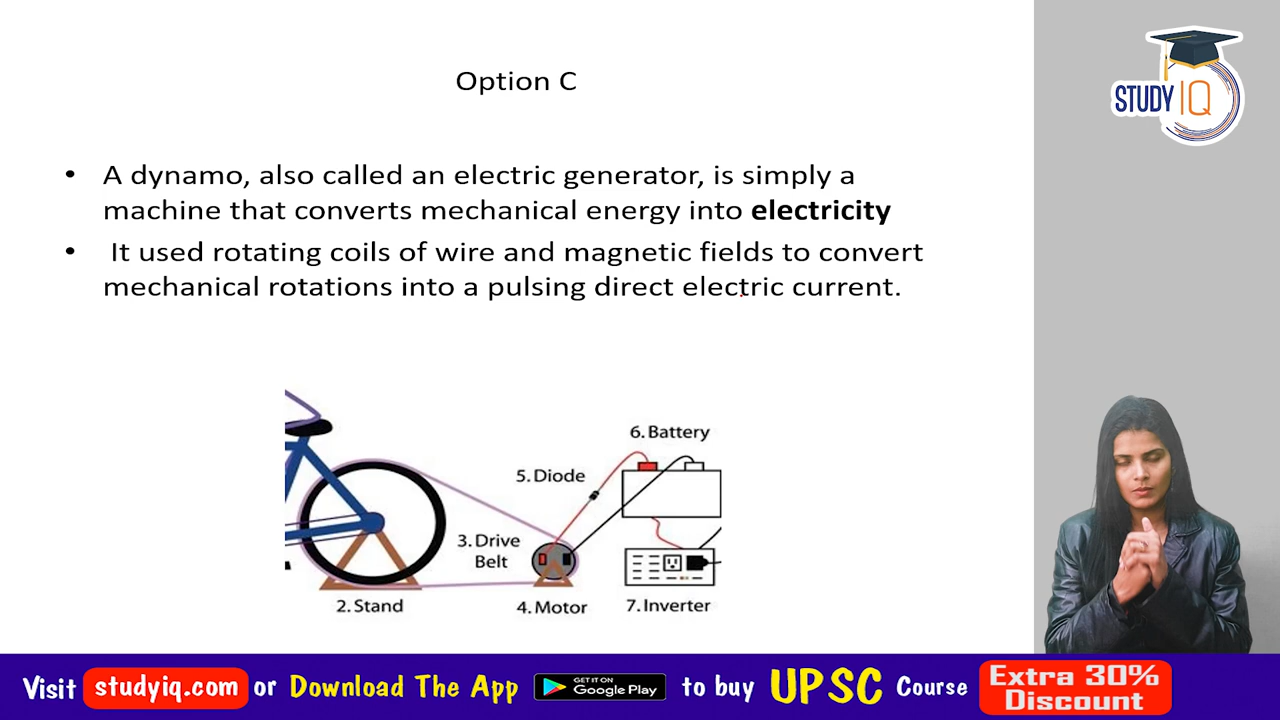 Option C
STUDY IQ
• A dynamo, also called an electric generator, is simply a
machine that converts mechanical energy into electricity
• It used rotating coils of wire and magnetic fields to convert
mechanical rotations into a pulsing direct electric current.
6. Battery
5. Diode
3. Drive
Belt
2. Stand
4. Motor
7. Inverter
Visit studyiq.com or Download The App GET IT ON Google Play to buy UPSC Course Extra 30% Discount